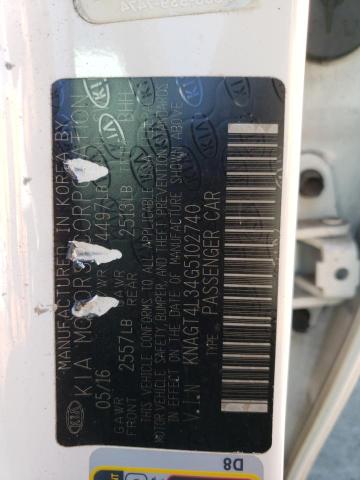 MANUFACTURED IN KOREA BY
KIA MOTORS CORPORATION
KIA
05/16 GVWR 4497LB
GAWR FRONT 2557LB GAWR REAR 2518LB
THIS VEHICLE CONFORMS TO ALL APPLICABLE
MOTOR VEHICLE SAFETY, BUMPER, AND THEFT PREVENTION STANDARDS
IN EFFECT ON THE DATE OF MANUFACTURE SHOWN ABOVE.
V.I.N KNAGT4L34G5102740
TYPE: PASSENGER CAR
D8